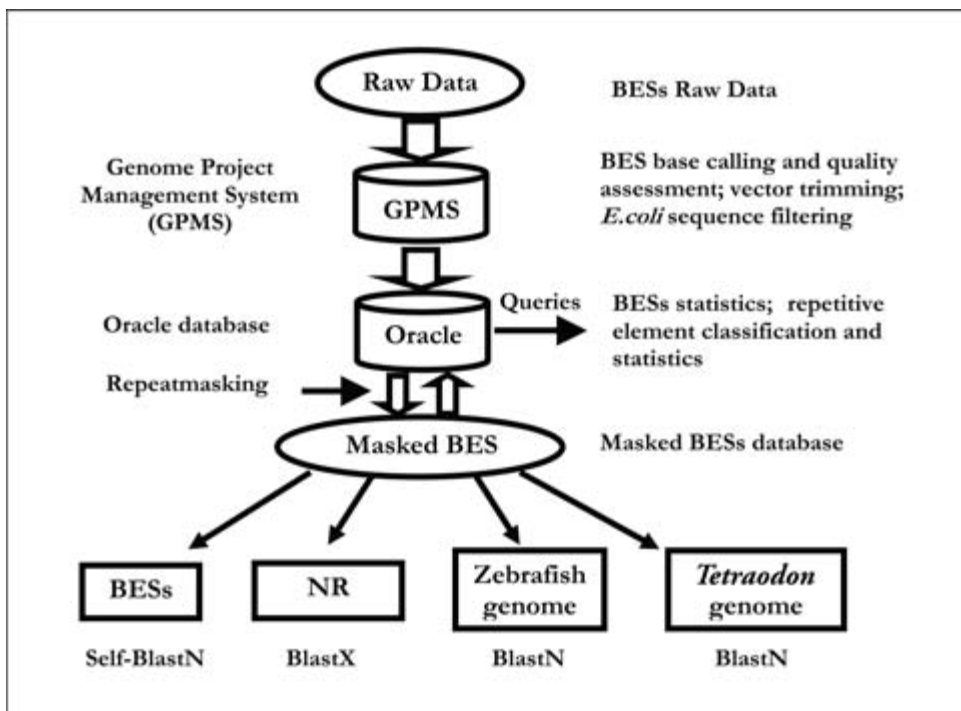 Raw Data
BESs Raw Data
Genome Project
Management System
(GPMS)
GPMS
BES base calling and quality
assessment; vector trimming;
E.coli sequence filtering
Oracle database
Oracle
Queries
BESs statistics; repetitive
element classification and
statistics
Repeatmasking
Masked BES
Masked BESs database
BESs
NR
Zebrafish
genome
Tetraodon
genome
Self-BlastN
BlastX
BlastN
BlastN